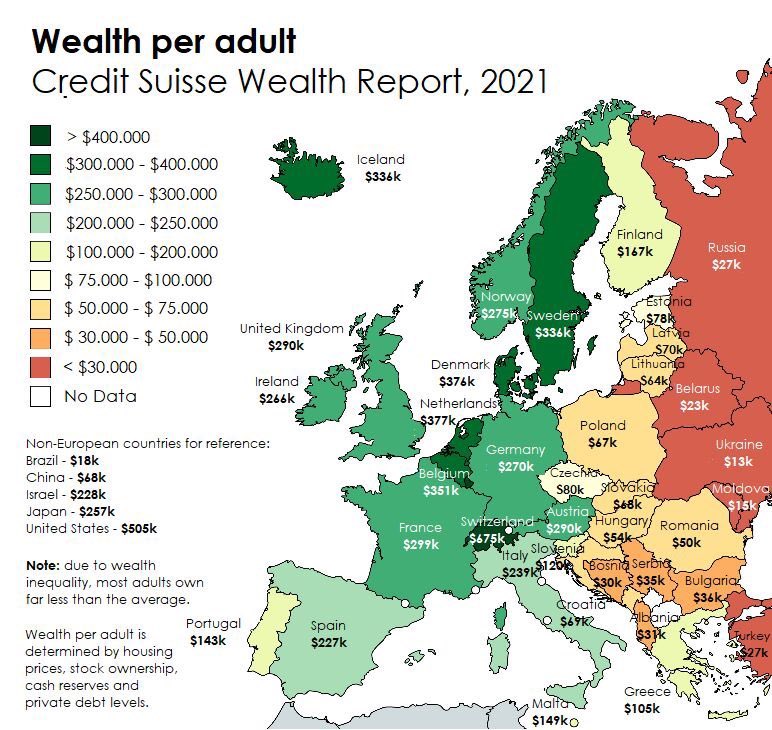 Wealth per adult
Credit Suisse Wealth Report, 2021
> $400.000
$300.000 - $400.000
$250.000 - $300.000
$200.000 - $250.000
$100.000 - $200.000
$ 75.000 - $100.000
$ 50.000 - $ 75.000
$ 30.000 - $ 50.000
< $30.000
No Data
Non-European countries for reference:
Brazil - $18k
China - $68k
Israel - $228k
Japan - $257k
United States - $505k
Note: due to wealth
inequality, most adults own
far less than the average.
Wealth per adult is
determined by housing
prices, stock ownership,
cash reserves and
private debt levels.
Iceland
$336k
Finland
$167k
Russia
$27k
Norway
$275k
Sweden
$336k
Estonia
$78k
Latvia
$70k
Lithuania
$64k
United Kingdom
$290k
Ireland
$266k
Denmark
$376k
Netherlands
$377k
Belarus
$23k
Poland
$67k
Germany
$270k
Ukraine
$13k
Belgium
$351k
Czechia
$80k
Slovakia
$68k
Moldova
$15k
France
$299k
Switzerland
$675k
Austria
$290k
Hungary
$54k
Romania
$50k
Italy
$239k
Slovenia
$120k
Bosnia
$30k
Serbia
$35k
Bulgaria
$36k
Croatia
$69k
Albania
$31k
Turkey
$27k
Portugal
$143k
Spain
$227k
Greece
$105k
Malta
$149k